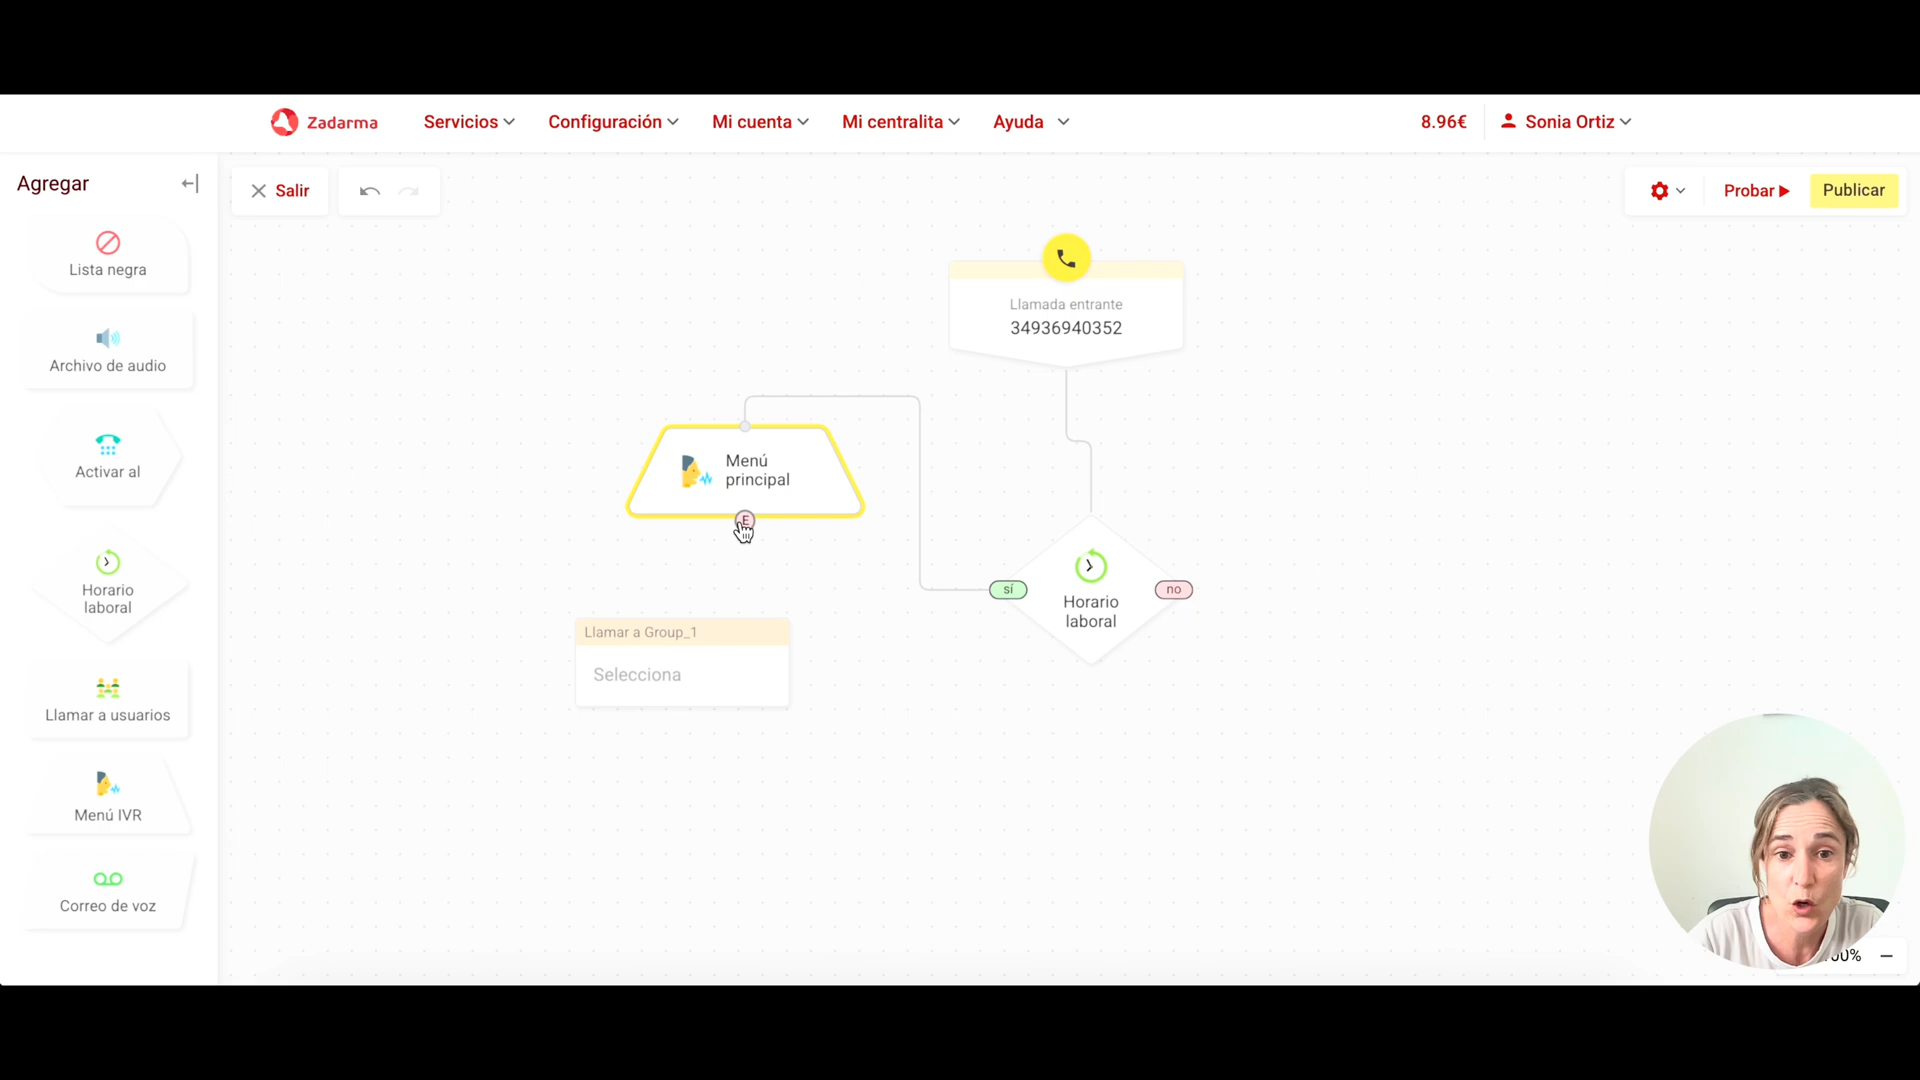 Zadarma
Servicios
Configuración
Mi cuenta
Mi centralita
Ayuda
8.96€
Sonia Ortiz
Agregar
Salir
Probar
Publicar
Lista negra
Archivo de audio
Activar al
Horario
laboral
Llamar a usuarios
Menú IVR
Correo de voz
Llamada entrante
34936940352
Menú
principal
E
sí
no
Horario
laboral
Llamar a Group_1
Selecciona